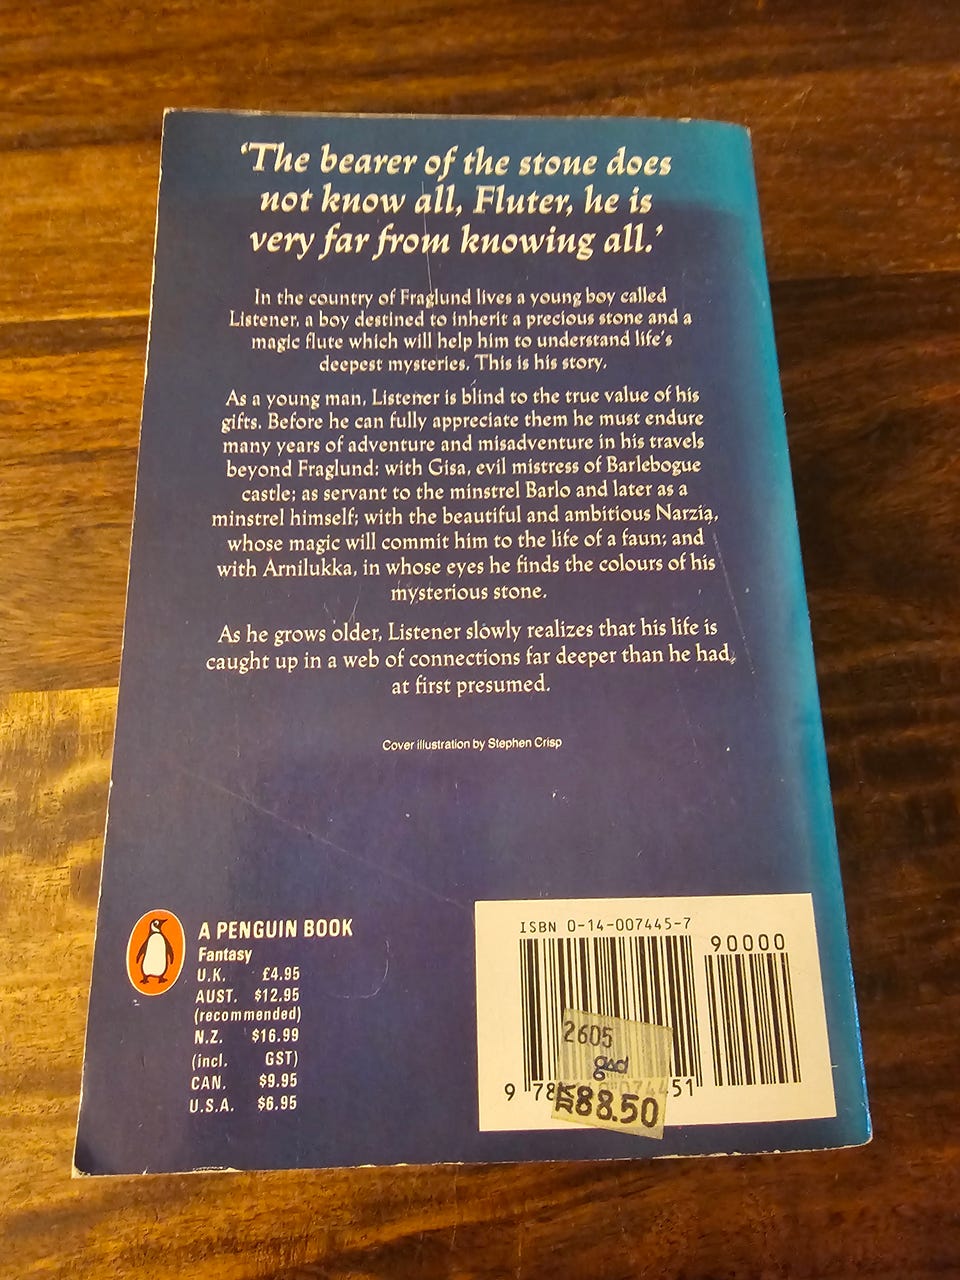 ‘The bearer of the stone does
not know all, Fluter, he is
very far from knowing all.’
In the country of Fraglund lives a young boy called
Listener, a boy destined to inherit a precious stone and a
magic flute which will help him to understand life's
deepest mysteries. This is his story.
As a young man, Listener is blind to the true value of his
gifts. Before he can fully appreciate them he must endure
many years of adventure and misadventure in his travels
beyond Fraglund: with Gisa, evil mistress of Barlebogue
castle; as servant to the minstrel Barlo and later as a
minstrel himself; with the beautiful and ambitious Narzia,
whose magic will commit him to the life of a faun; and
with Arnilukka, in whose eyes he finds the colours of his
mysterious stone.
As he grows older, Listener slowly realizes that his life is
caught up in a web of connections far deeper than he had
at first presumed.
Cover illustration by Stephen Crisp
A PENGUIN BOOK
Fantasy
U.K. £4.95
AUST. $12.95
(recommended)
N.Z. $16.99
(incl. GST)
CAN. $9.95
U.S.A. $6.95
ISBN 0-14-007445-7
90000
2605
gsd
9 78 074451
88.50